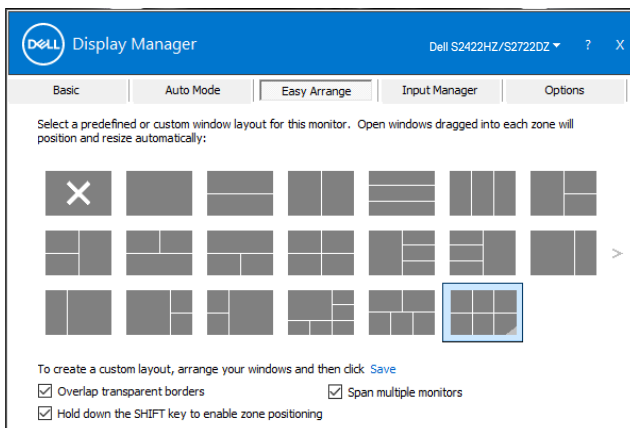 DELL Display Manager Dell S2422HZ/S2722DZ ? X
Basic Auto Mode Easy Arrange Input Manager Options
Select a predefined or custom window layout for this monitor. Open windows dragged into each zone will
position and resize automatically:
To create a custom layout, arrange your windows and then click Save
Overlap transparent borders Span multiple monitors
Hold down the SHIFT key to enable zone positioning